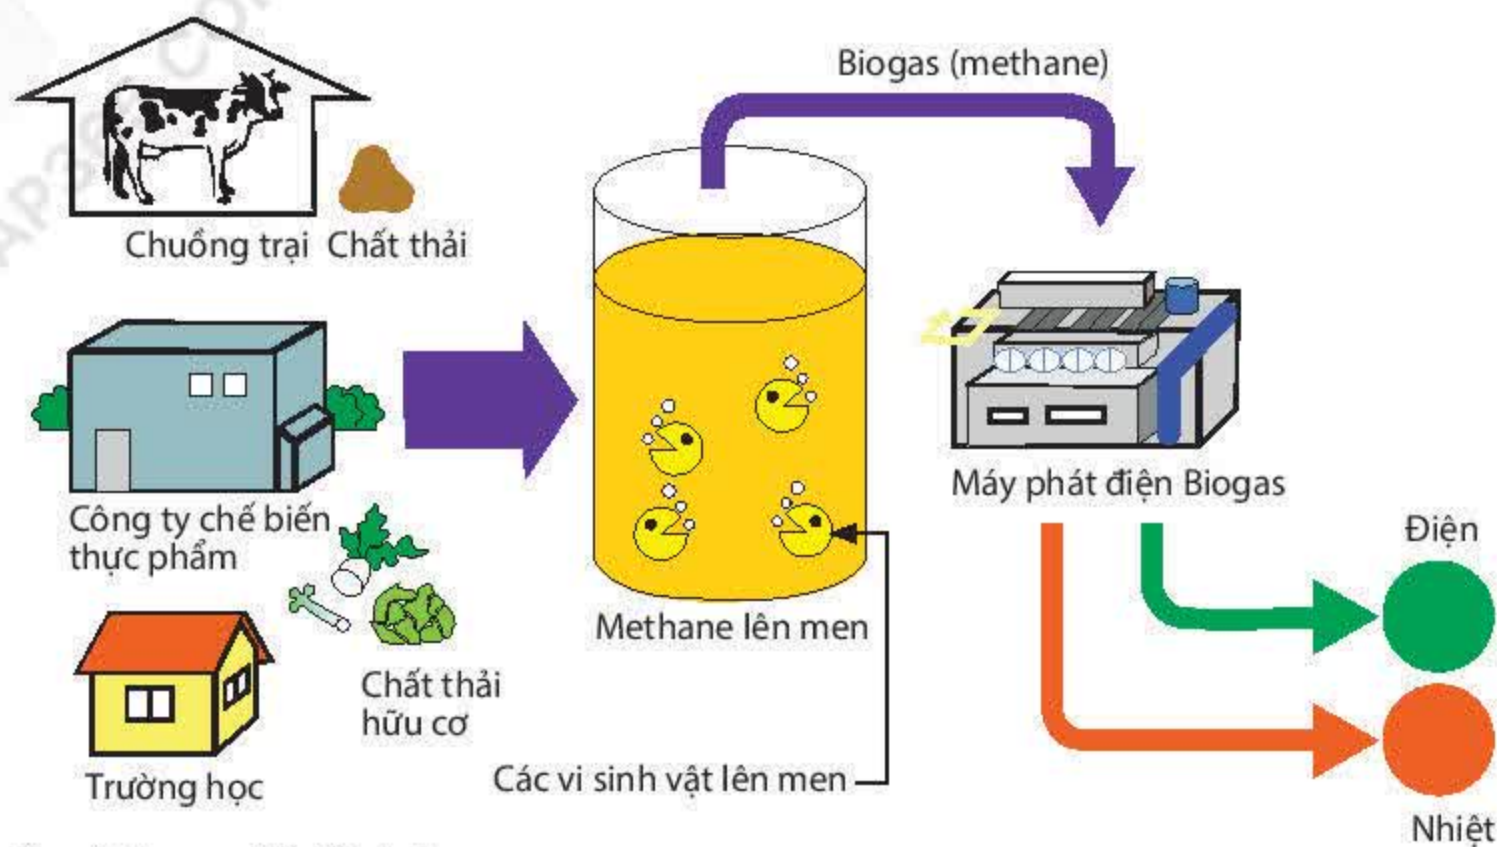 Biogas (methane)
Chuồng trại Chất thải
Công ty chế biến
thực phẩm
Máy phát điện Biogas
Điện
Methane lên men
Chất thải
hữu cơ
Trường học
Các vi sinh vật lên men
Nhiệt